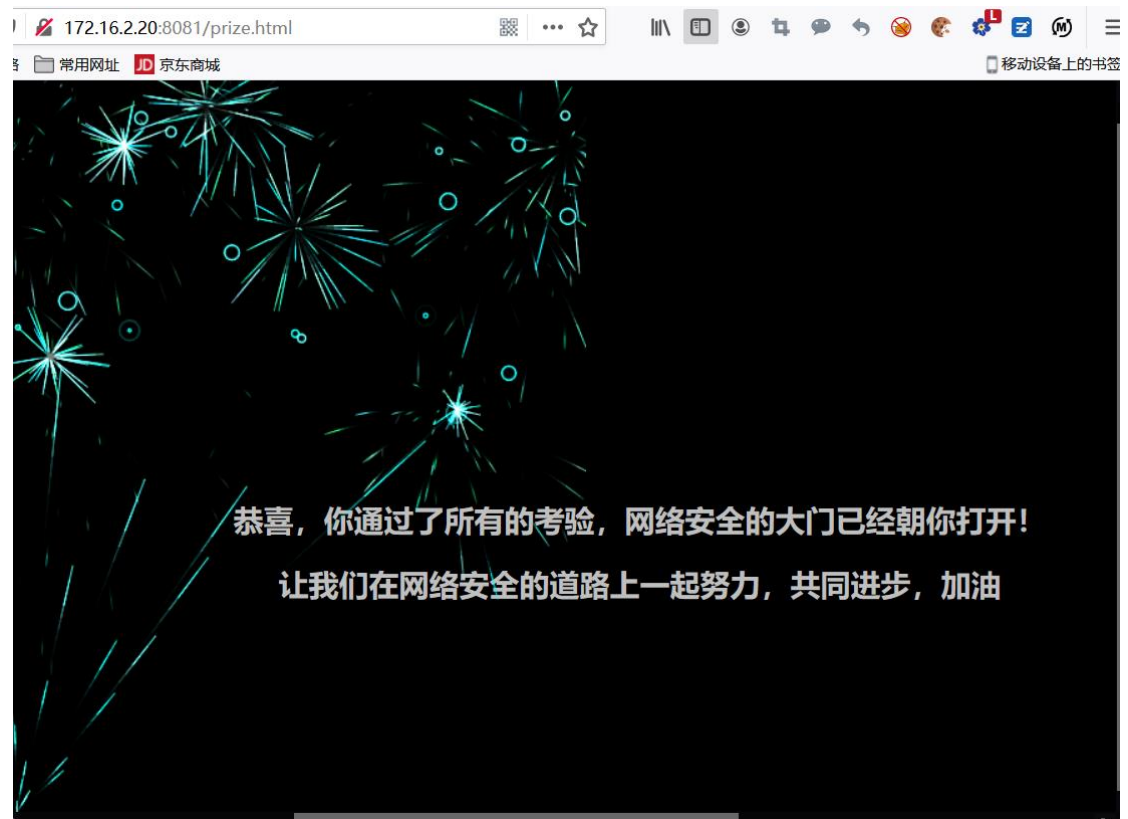 172.16.2.20:8081/prize.html
L
常用网址 JD 京东商城 移动设备上的书签
恭喜，你通过了所有的考验，网络安全的大门已经朝你打开！
让我们在网络安全的道路上一起努力，共同进步，加油